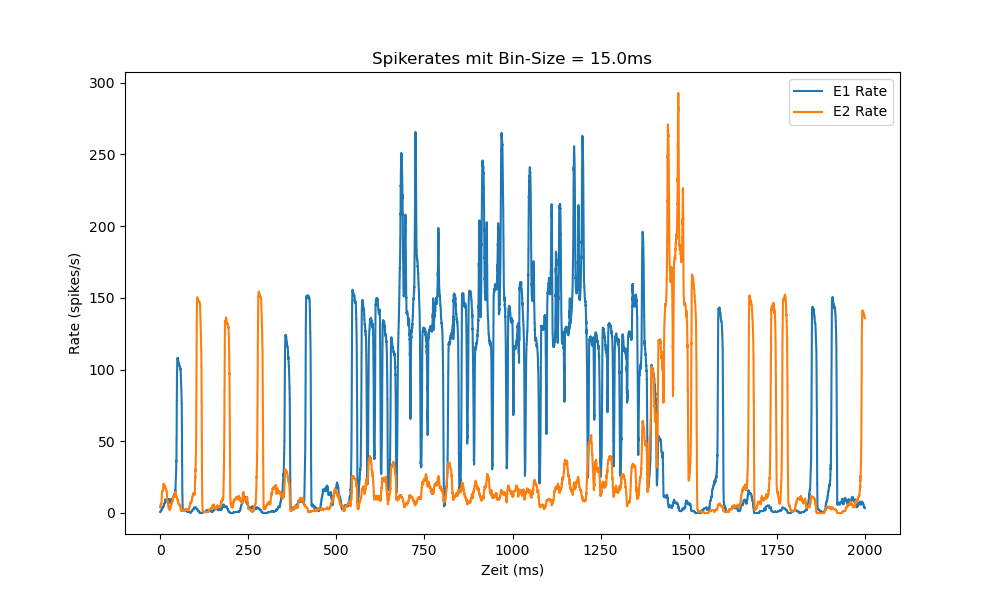 Spikerates mit Bin-Size = 15.0ms
E1 Rate
E2 Rate
Rate (spikes/s)
300
250
200
150
100
50
0
0 250 500 750 1000 1250 1500 1750 2000
Zeit (ms)